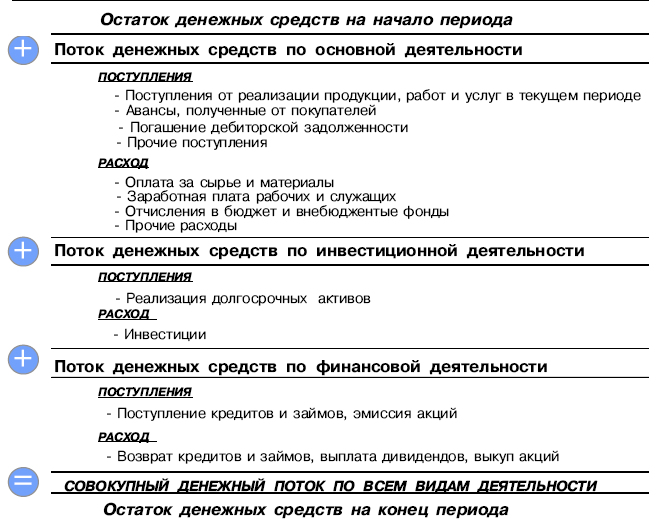 Остаток денежных средств на начало периода
+ Поток денежных средств по основной деятельности
ПОСТУПЛЕНИЯ
- Поступления от реализации продукции, работ и услуг в текущем периоде
- Авансы, полученные от покупателей
- Погашение дебиторской задолженности
- Прочие поступления
РАСХОД
- Оплата за сырье и материалы
- Заработная плата рабочих и служащих
- Отчисления в бюджет и внебюджентые фонды
- Прочие расходы
+ Поток денежных средств по инвестиционной деятельности
ПОСТУПЛЕНИЯ
- Реализация долгосрочных активов
РАСХОД
- Инвестиции
+ Поток денежных средств по финансовой деятельности
ПОСТУПЛЕНИЯ
- Поступление кредитов и займов, эмиссия акций
РАСХОД
- Возврат кредитов и займов, выплата дивидендов, выкуп акций
= СОВОКУПНЫЙ ДЕНЕЖНЫЙ ПОТОК ПО ВСЕМ ВИДАМ ДЕЯТЕЛЬНОСТИ
Остаток денежных средств на конец периода